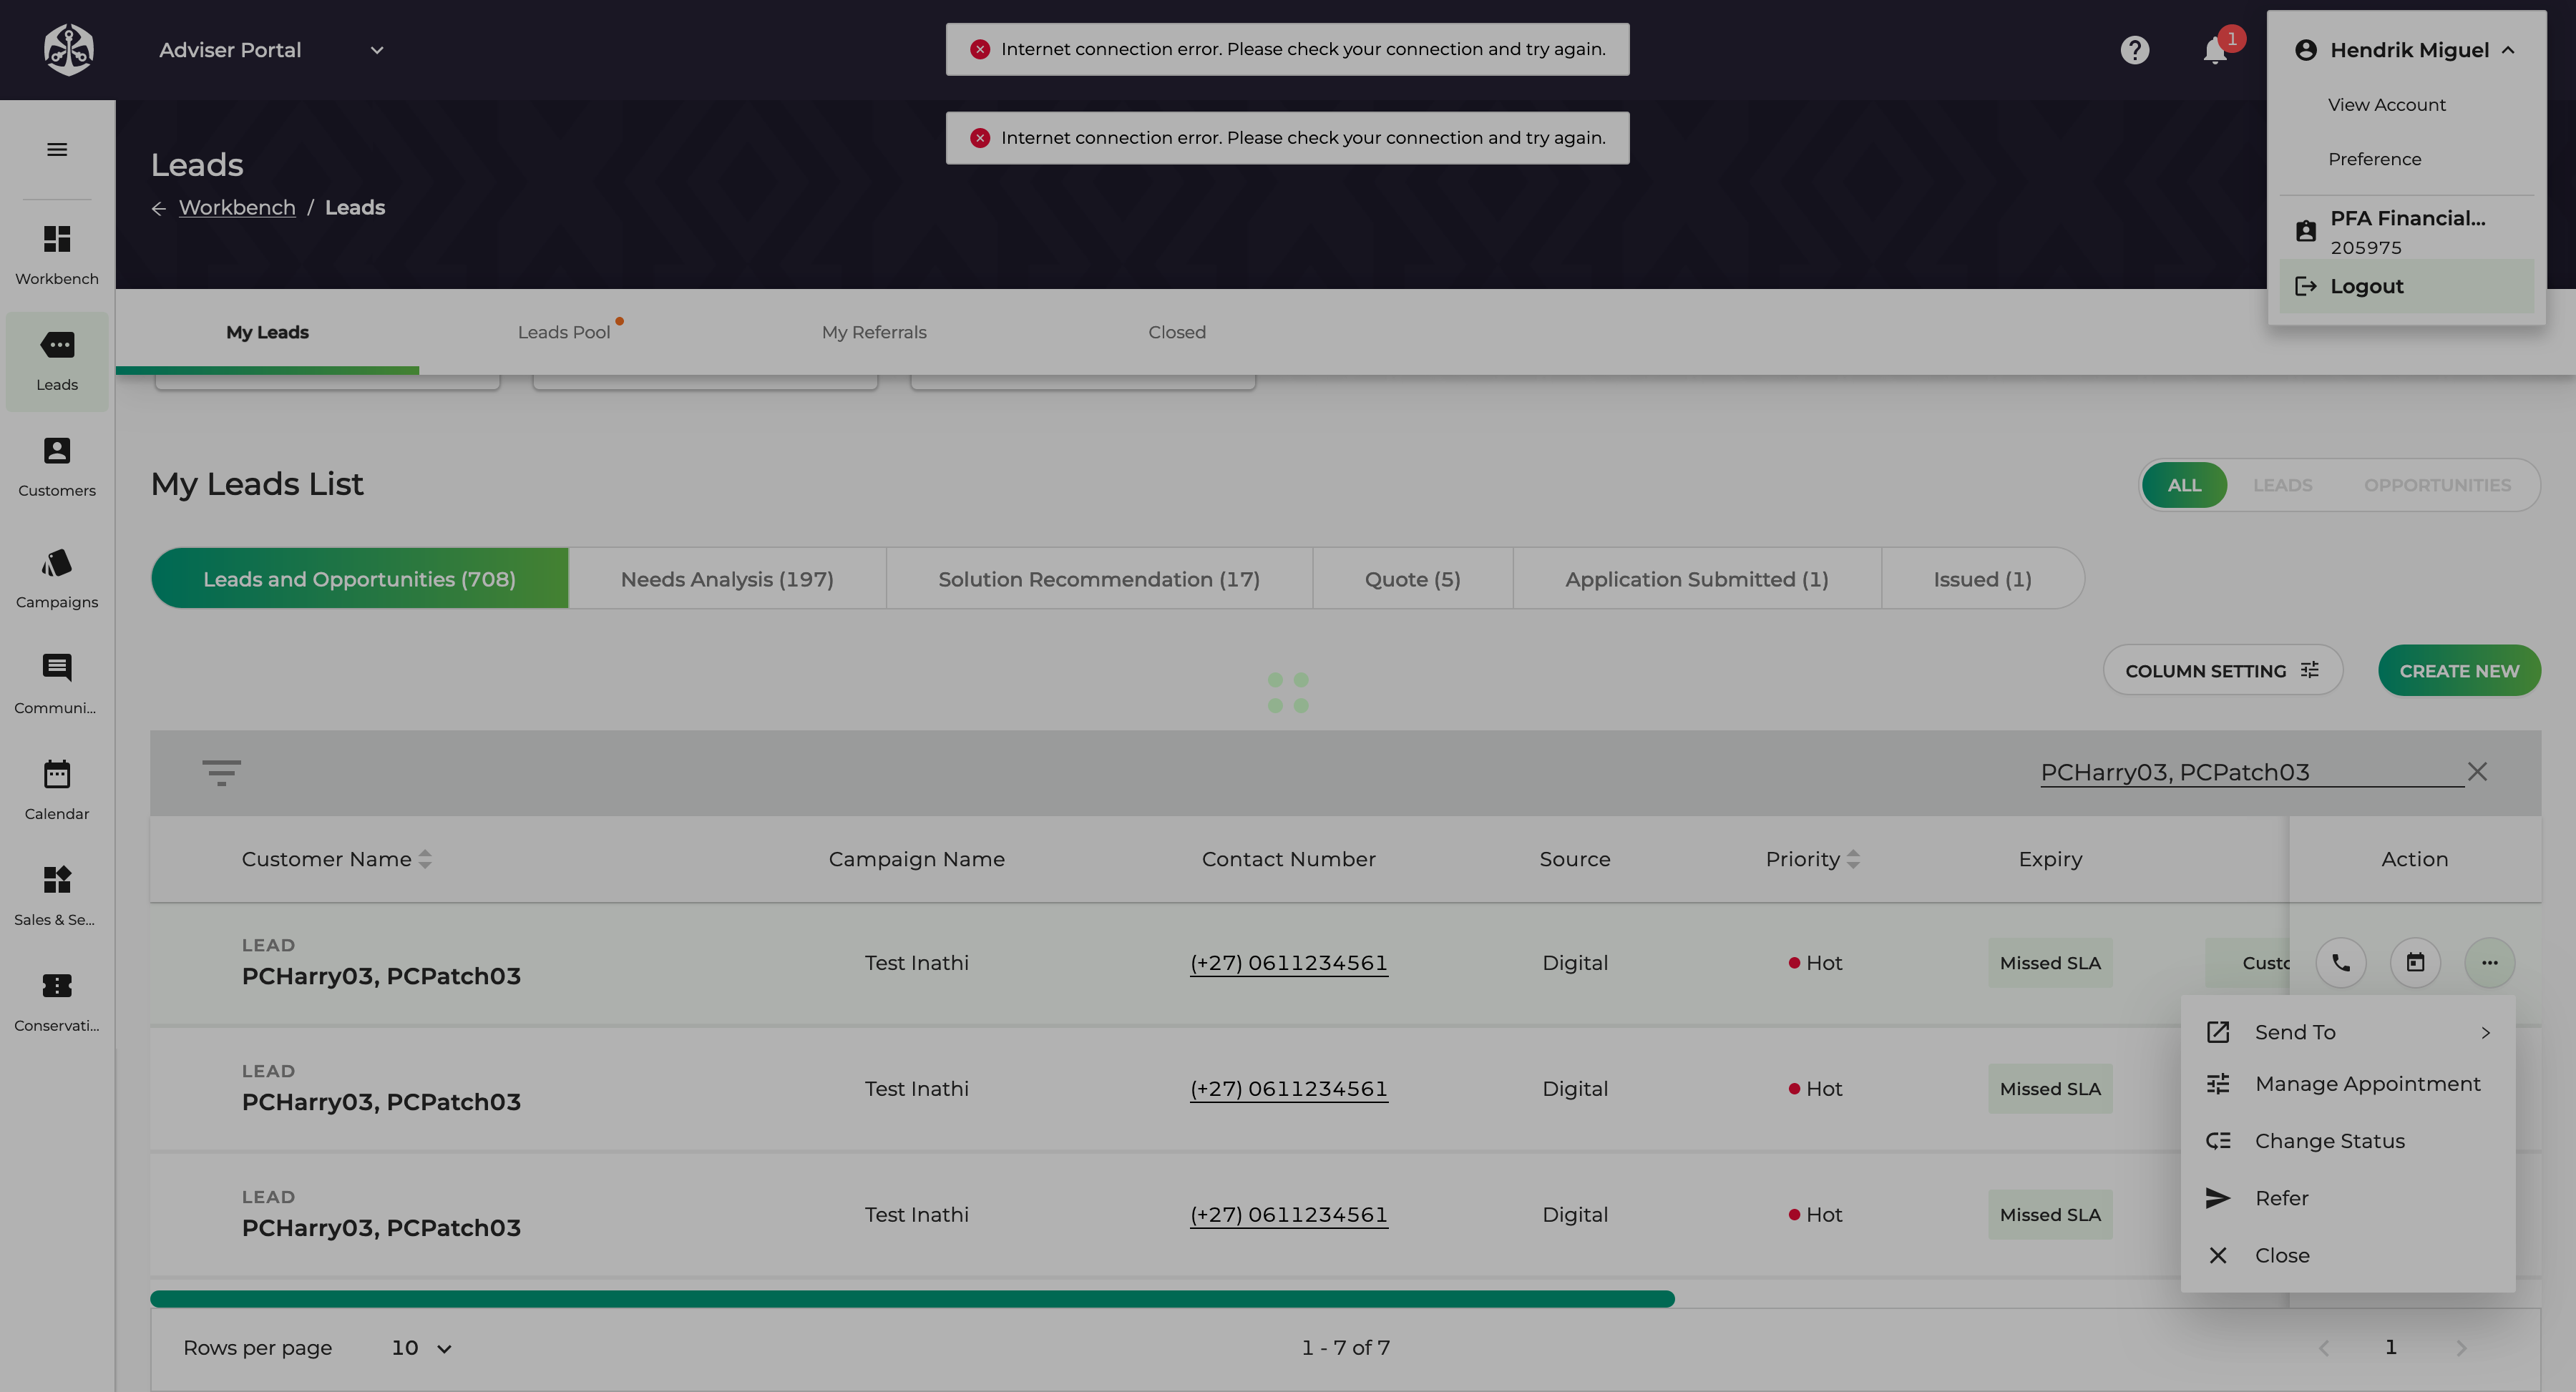 Adviser Portal
Internet connection error. Please check your connection and try again.
1
Hendrik Miguel
View Account
Preference
PFA Financial...
205975
Logout
Internet connection error. Please check your connection and try again.
Leads
Workbench / Leads
Workbench
Leads
Customers
Campaigns
Communi...
Calendar
Sales & Se...
Conservati...
My Leads
Leads Pool
My Referrals
Closed
My Leads List
ALL
LEADS
OPPORTUNITIES
Leads and Opportunities (708)
Needs Analysis (197)
Solution Recommendation (17)
Quote (5)
Application Submitted (1)
Issued (1)
COLUMN SETTING
CREATE NEW
PCHarry03, PCPatch03
Customer Name
Campaign Name
Contact Number
Source
Priority
Expiry
Action
LEAD
PCHarry03, PCPatch03
Test Inathi
(+27) 0611234561
Digital
Hot
Missed SLA
Custo
LEAD
PCHarry03, PCPatch03
Test Inathi
(+27) 0611234561
Digital
Hot
Missed SLA
LEAD
PCHarry03, PCPatch03
Test Inathi
(+27) 0611234561
Digital
Hot
Missed SLA
Send To
Manage Appointment
Change Status
Refer
Close
Rows per page
10
1 - 7 of 7
1